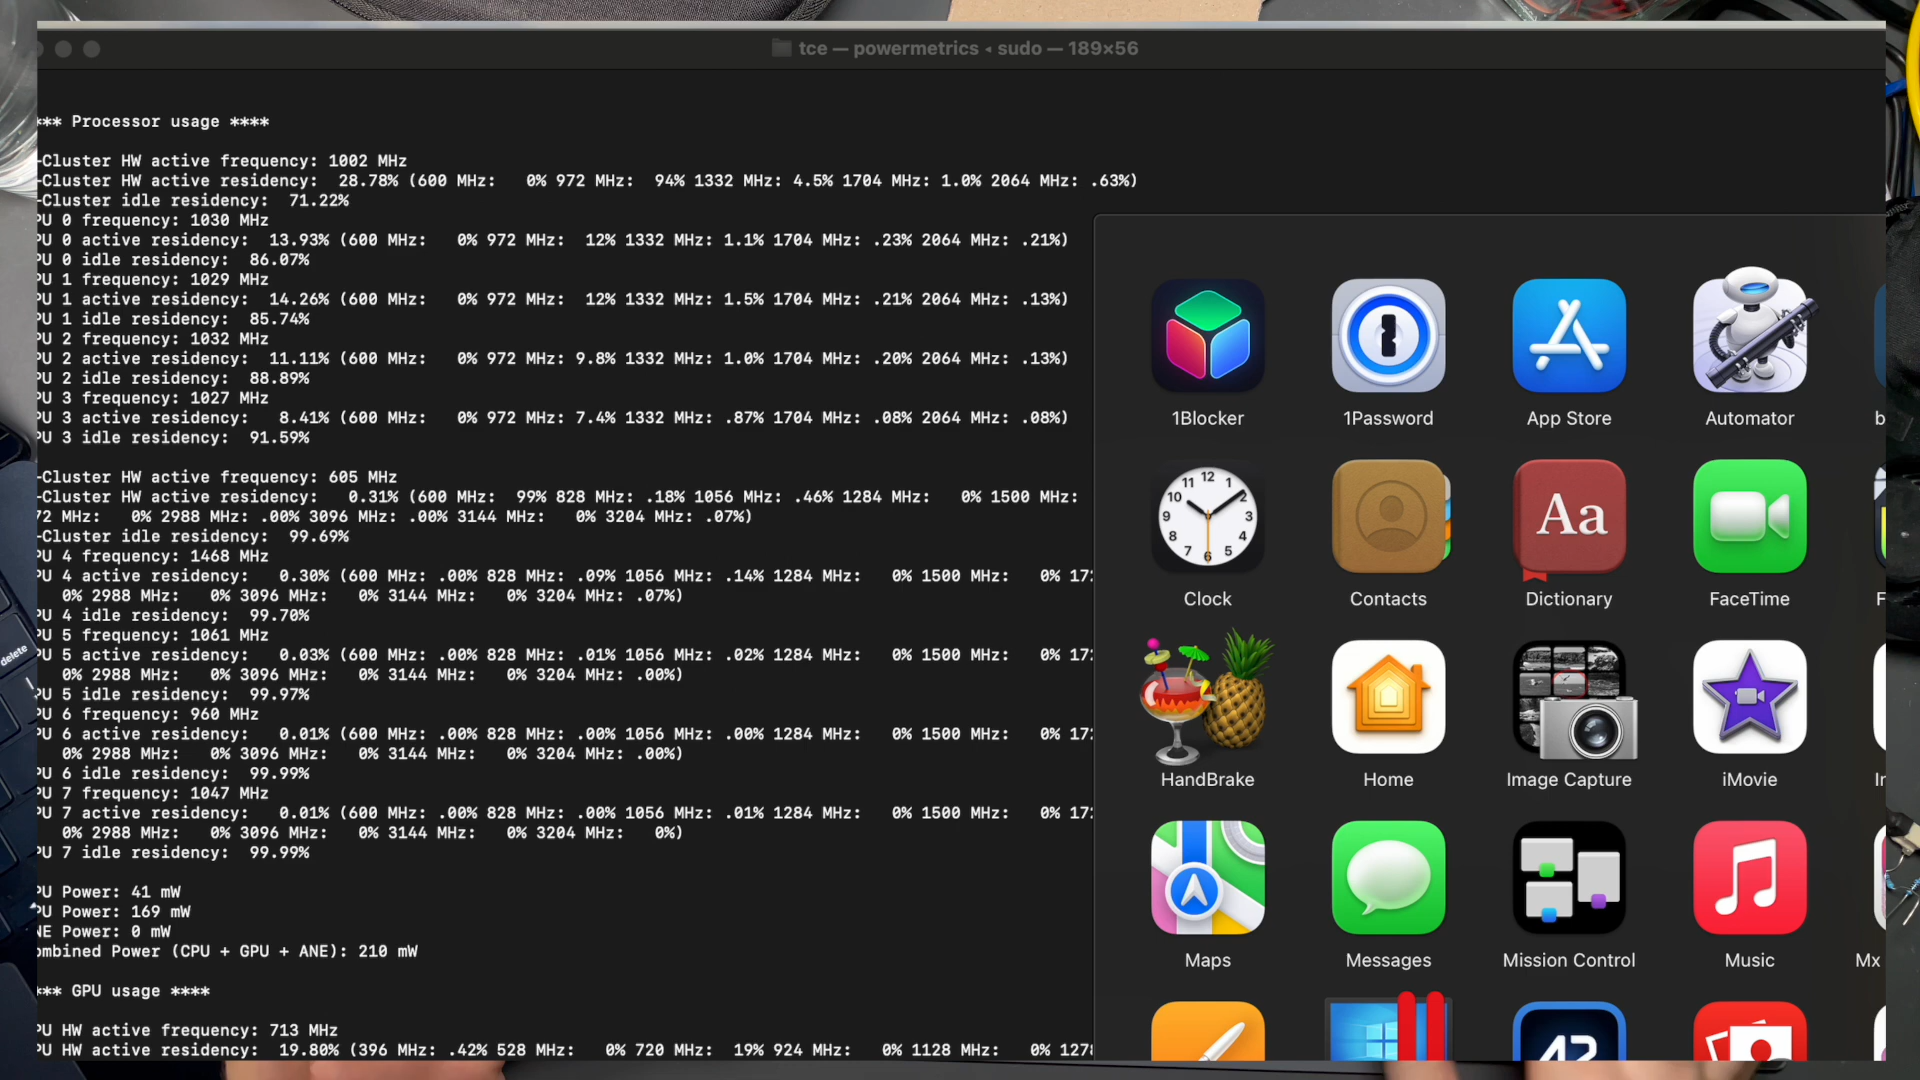 tce — powermetrics ◂ sudo — 189×56
*** Processor usage ****
-Cluster HW active frequency: 1002 MHz
-Cluster HW active residency:  28.78% (600 MHz:   0% 972 MHz:  94% 1332 MHz: 4.5% 1704 MHz: 1.0% 2064 MHz: .63%)
-Cluster idle residency:  71.22%
PU 0 frequency: 1030 MHz
PU 0 active residency:  13.93% (600 MHz:   0% 972 MHz:  12% 1332 MHz: 1.1% 1704 MHz: .23% 2064 MHz: .21%)
PU 0 idle residency:  86.07%
PU 1 frequency: 1029 MHz
PU 1 active residency:  14.26% (600 MHz:   0% 972 MHz:  12% 1332 MHz: 1.5% 1704 MHz: .21% 2064 MHz: .13%)
PU 1 idle residency:  85.74%
PU 2 frequency: 1032 MHz
PU 2 active residency:  11.11% (600 MHz:   0% 972 MHz: 9.8% 1332 MHz: 1.0% 1704 MHz: .20% 2064 MHz: .13%)
PU 2 idle residency:  88.89%
PU 3 frequency: 1027 MHz
PU 3 active residency:   8.41% (600 MHz:   0% 972 MHz: 7.4% 1332 MHz: .87% 1704 MHz: .08% 2064 MHz: .08%)
PU 3 idle residency:  91.59%
-Cluster HW active frequency: 605 MHz
-Cluster HW active residency:   0.31% (600 MHz:  99% 828 MHz: .18% 1056 MHz: .46% 1284 MHz:   0% 1500 MHz:
72 MHz:   0% 2988 MHz: .00% 3096 MHz: .00% 3144 MHz:   0% 3204 MHz: .07%)
-Cluster idle residency:  99.69%
PU 4 frequency: 1468 MHz
PU 4 active residency:   0.30% (600 MHz: .00% 828 MHz: .09% 1056 MHz: .14% 1284 MHz:   0% 1500 MHz:   0% 17
0% 2988 MHz:   0% 3096 MHz:   0% 3144 MHz:   0% 3204 MHz: .07%)
PU 4 idle residency:  99.70%
PU 5 frequency: 1061 MHz
PU 5 active residency:   0.03% (600 MHz: .00% 828 MHz: .01% 1056 MHz: .02% 1284 MHz:   0% 1500 MHz:   0% 17
0% 2988 MHz:   0% 3096 MHz:   0% 3144 MHz:   0% 3204 MHz: .00%)
PU 5 idle residency:  99.97%
PU 6 frequency: 960 MHz
PU 6 active residency:   0.01% (600 MHz: .00% 828 MHz: .00% 1056 MHz: .00% 1284 MHz:   0% 1500 MHz:   0% 17
0% 2988 MHz:   0% 3096 MHz:   0% 3144 MHz:   0% 3204 MHz: .00%)
PU 6 idle residency:  99.99%
PU 7 frequency: 1047 MHz
PU 7 active residency:   0.01% (600 MHz: .00% 828 MHz: .00% 1056 MHz: .01% 1284 MHz:   0% 1500 MHz:   0% 17
0% 2988 MHz:   0% 3096 MHz:   0% 3144 MHz:   0% 3204 MHz:   0%)
PU 7 idle residency:  99.99%
PU Power: 41 mW
PU Power: 169 mW
NE Power: 0 mW
ombined Power (CPU + GPU + ANE): 210 mW
*** GPU usage ****
PU HW active frequency: 713 MHz
PU HW active residency:  19.80% (396 MHz: .42% 528 MHz:   0% 720 MHz:  19% 924 MHz:   0% 1128 MHz:   0% 1278
1Blocker
1Password
App Store
Automator
b
12 1 2 3 4 5 6 7 8 9 10 11
Aa
Clock
Contacts
Dictionary
FaceTime
F
HandBrake
Home
Image Capture
iMovie
Maps
Messages
Mission Control
Music
Mx
42
delete